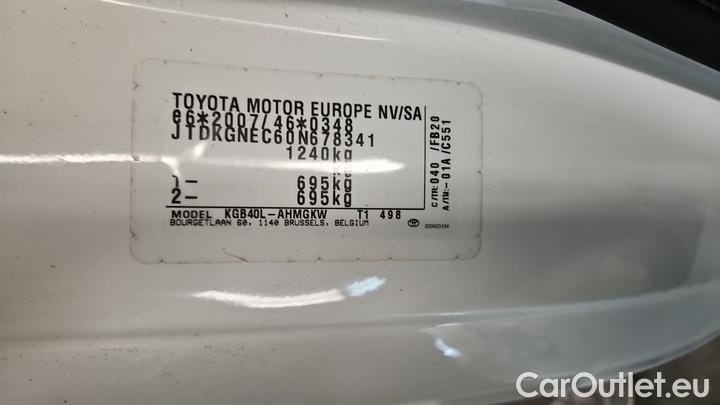 TOYOTA MOTOR EUROPE NV/SA
e6*2007/46*0348
JTDKGNEC60N678341
1240kg
kg
1- 695kg
2- 695kg
MODEL KGB40L-AHMGKW T1 498
BOURGETLAAN 60, 1140 BRUSSELS, BELGIUM
C/TR: 040 /FB20
A/TM: -01A /C551
CarOutlet.eu